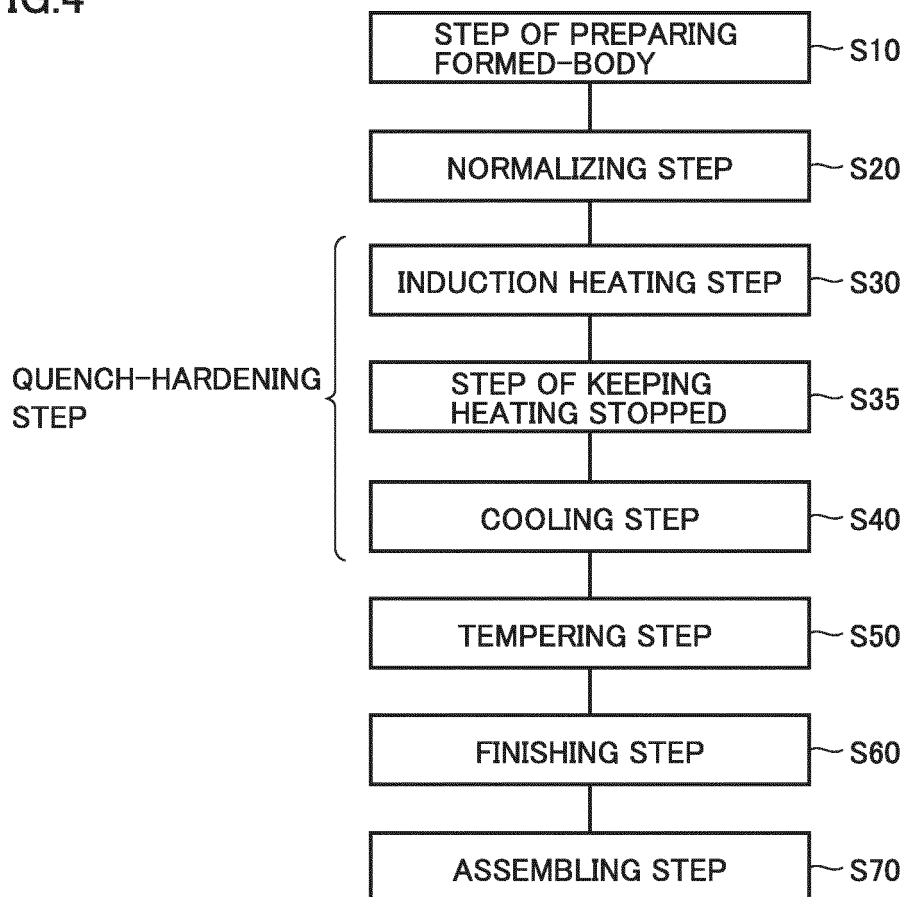 IG.4
STEP OF PREPARING
FORMED-BODY
S10
NORMALIZING STEP
S20
INDUCTION HEATING STEP
S30
QUENCH-HARDENING
STEP
STEP OF KEEPING
HEATING STOPPED
S35
COOLING STEP
S40
TEMPERING STEP
S50
FINISHING STEP
S60
ASSEMBLING STEP
S70